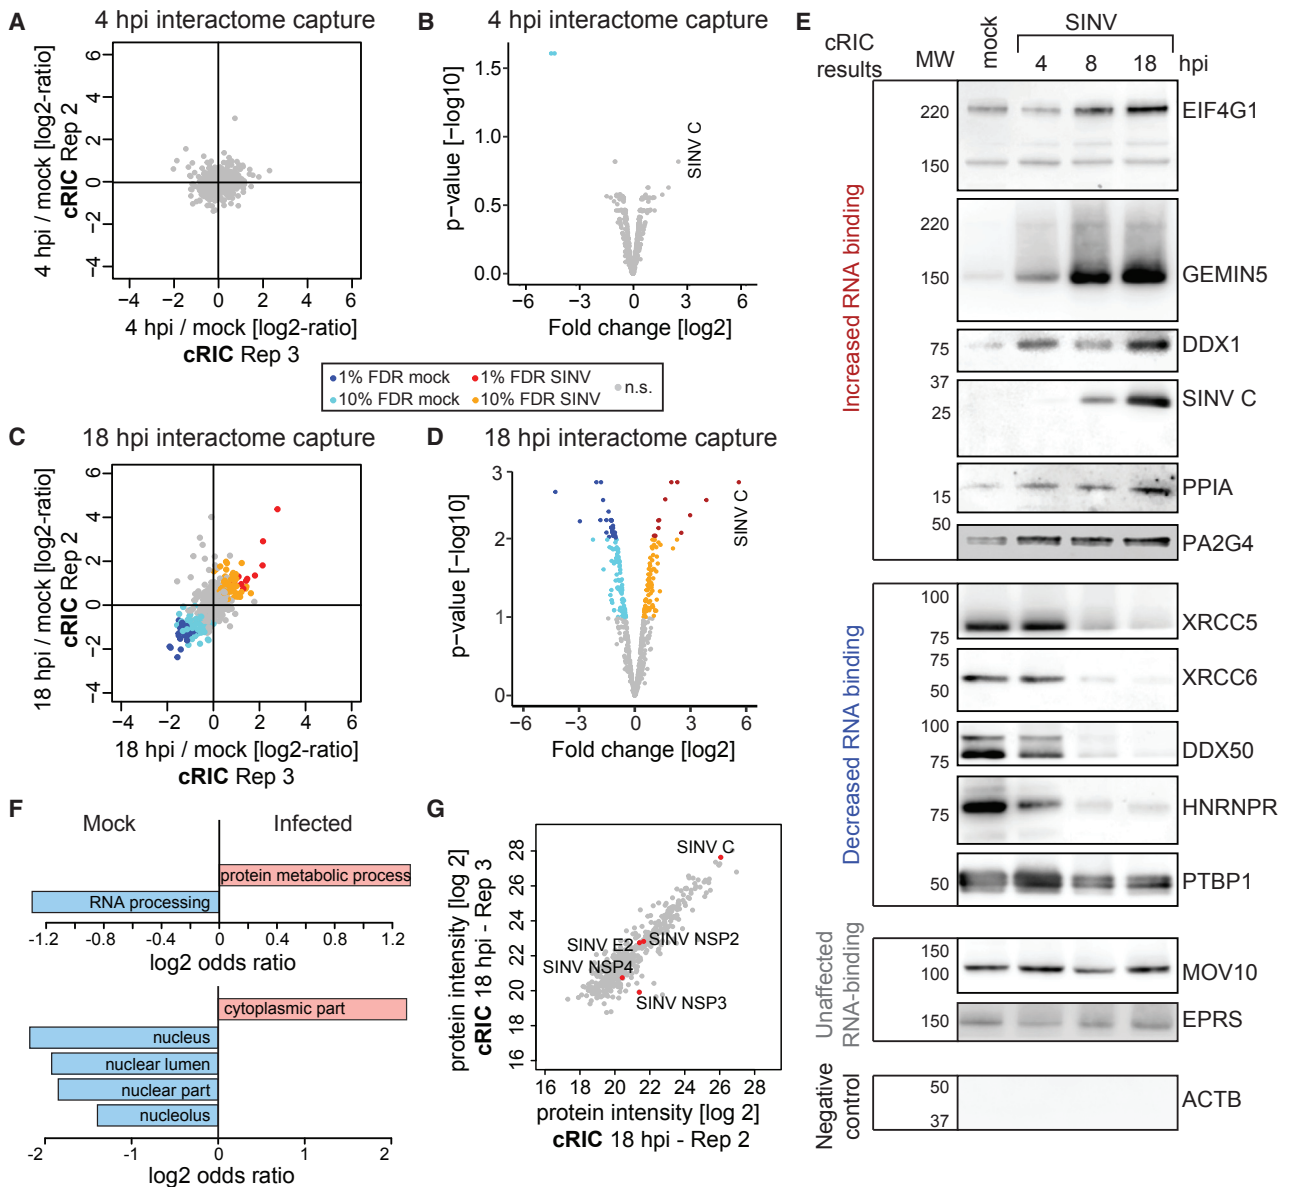 A
4 hpi interactome capture
4 hpi / mock [log2-ratio]
cRIC Rep 2
6
4
2
0
−2
−4
−4 −2 0 2 4 6
4 hpi / mock [log2-ratio]
cRIC Rep 3
B
4 hpi interactome capture
p−value [−log10]
1.5
1.0
0.5
0.0
SINV C
−6 −3 0 3 6
Fold change [log2]
1% FDR mock 1% FDR SINV n.s.
10% FDR mock 10% FDR SINV
C
18 hpi interactome capture
18 hpi / mock [log2-ratio]
cRIC Rep 2
6
4
2
0
−2
−4
−4 −2 0 2 4 6
18 hpi / mock [log2-ratio]
cRIC Rep 3
D
18 hpi interactome capture
p−value [−log10]
3
2
1
0
SINV C
−6 −3 0 3 6
Fold change [log2]
E
cRIC results
MW
mock
SINV
4 8 18 hpi
Increased RNA binding
220
150
EIF4G1
220
150
GEMIN5
75
DDX1
37
25
SINV C
15
PPIA
50
PA2G4
Decreased RNA binding
100
75
XRCC5
75
50
XRCC6
100
75
DDX50
75
HNRNPR
50
PTBP1
Unaffected RNA-binding
150
100
MOV10
150
EPRS
Negative control
50
37
ACTB
F
Mock Infected
protein metabolic process
RNA processing
-1.2 -0.8 -0.4 0 0.4 0.8 1.2
log2 odds ratio
cytoplasmic part
nucleus
nuclear lumen
nuclear part
nucleolus
-2 -1 0 1 2
log2 odds ratio
G
protein intensity [log 2]
cRIC 18 hpi - Rep 3
28
26
24
22
20
18
16
SINV C
SINV E2 SINV NSP2
SINV NSP4
SINV NSP3
16 18 20 22 24 26 28
protein intensity [log 2]
cRIC 18 hpi - Rep 2